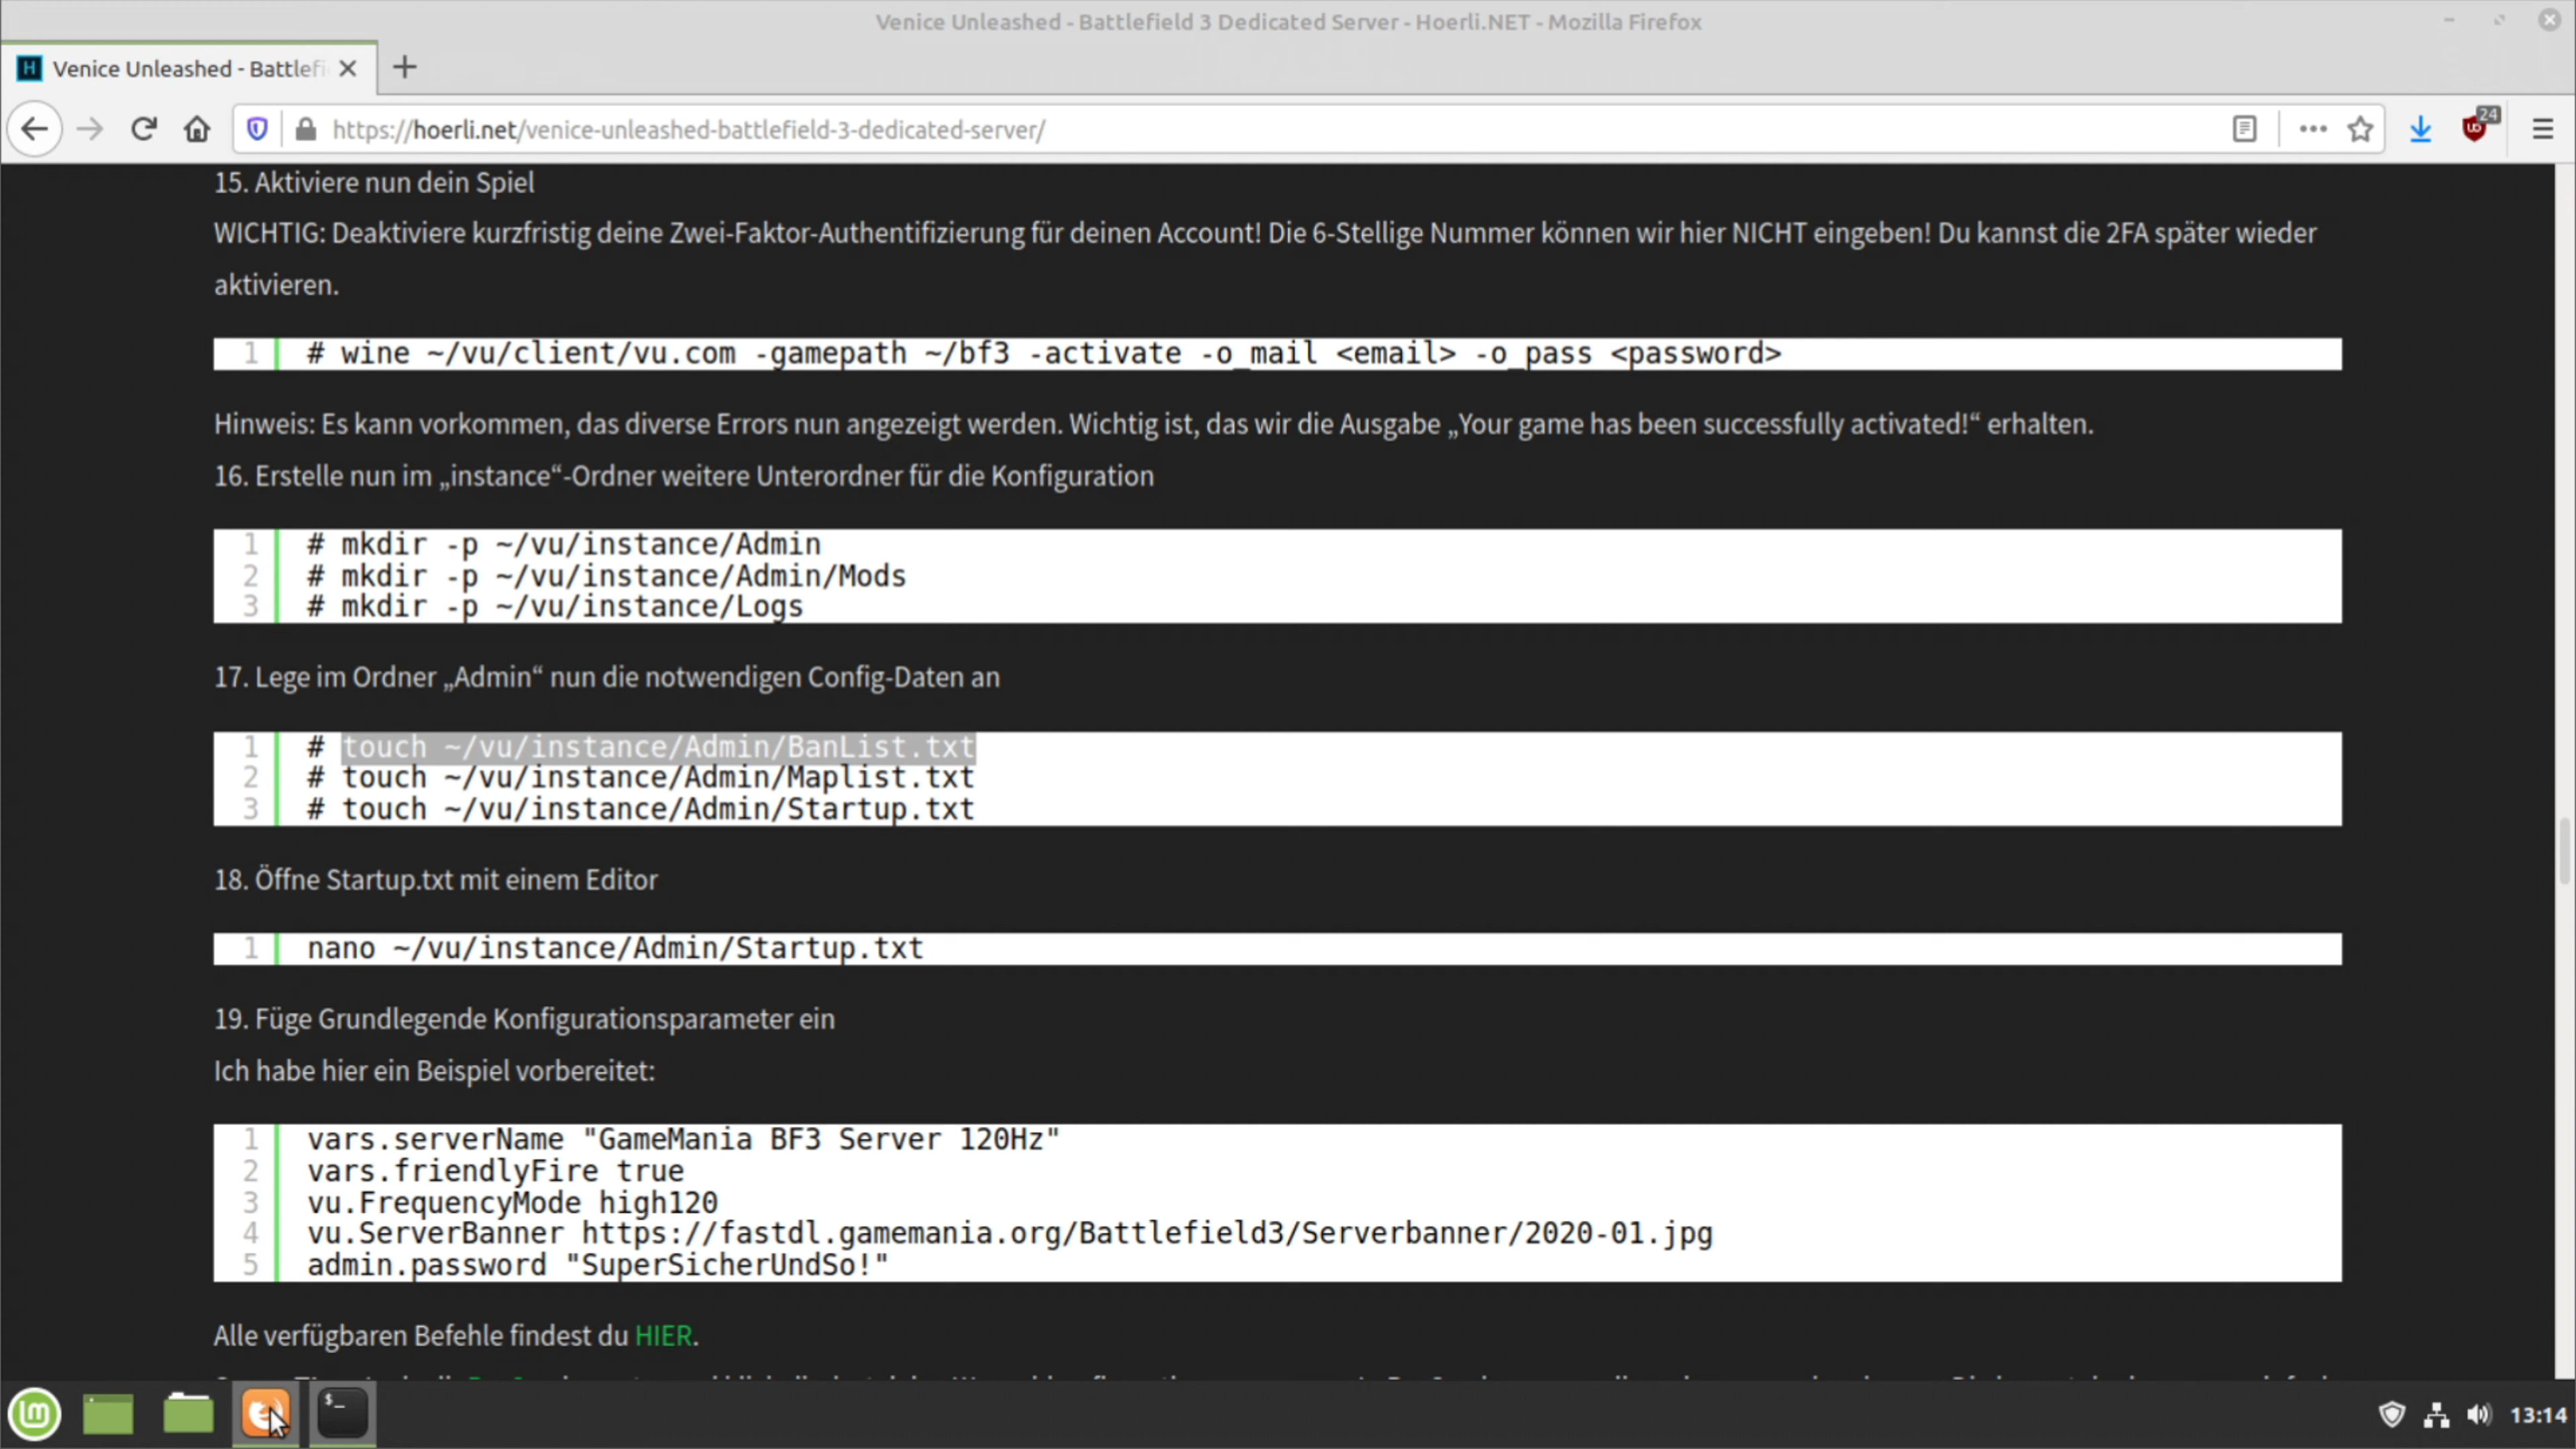 Venice Unleashed - Battlefield 3 Dedicated Server - Hoerli.NET - Mozilla Firefox
H Venice Unleashed - Battlefi
https://hoerli.net/venice-unleashed-battlefield-3-dedicated-server/
24
15. Aktiviere nun dein Spiel
WICHTIG: Deaktiviere kurzfristig deine Zwei-Faktor-Authentifizierung für deinen Account! Die 6-Stellige Nummer können wir hier NICHT eingeben! Du kannst die 2FA später wieder
aktivieren.
1 # wine ~/vu/client/vu.com -gamepath ~/bf3 -activate -o_mail <email> -o_pass <password>
Hinweis: Es kann vorkommen, das diverse Errors nun angezeigt werden. Wichtig ist, das wir die Ausgabe „Your game has been successfully activated!“ erhalten.
16. Erstelle nun im „instance“-Ordner weitere Unterordner für die Konfiguration
1 # mkdir -p ~/vu/instance/Admin
2 # mkdir -p ~/vu/instance/Admin/Mods
3 # mkdir -p ~/vu/instance/Logs
17. Lege im Ordner „Admin“ nun die notwendigen Config-Daten an
1 # touch ~/vu/instance/Admin/BanList.txt
2 # touch ~/vu/instance/Admin/Maplist.txt
3 # touch ~/vu/instance/Admin/Startup.txt
18. Öffne Startup.txt mit einem Editor
1 nano ~/vu/instance/Admin/Startup.txt
19. Füge Grundlegende Konfigurationsparameter ein
Ich habe hier ein Beispiel vorbereitet:
1 vars.serverName "GameMania BF3 Server 120Hz"
2 vars.friendlyFire true
3 vu.FrequencyMode high120
4 vu.ServerBanner https://fastdl.gamemania.org/Battlefield3/Serverbanner/2020-01.jpg
5 admin.password "SuperSicherUndSo!"
Alle verfügbaren Befehle findest du HIER.
13:14